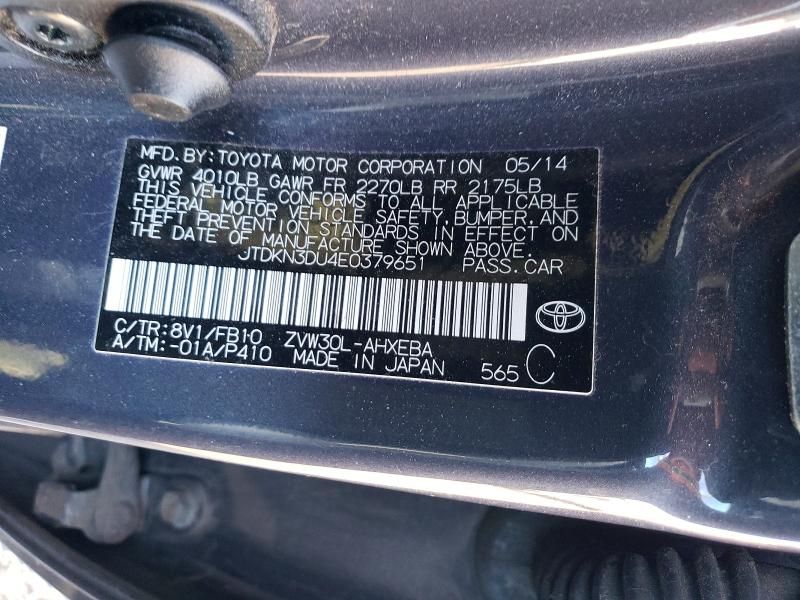 MFD. BY: TOYOTA MOTOR CORPORATION 05/14
GVWR 4010LB GAWR FR 2270LB RR 2175LB
THIS VEHICLE CONFORMS TO ALL APPLICABLE
FEDERAL MOTOR VEHICLE SAFETY, BUMPER, AND
THEFT PREVENTION STANDARDS IN EFFECT ON
THE DATE OF MANUFACTURE SHOWN ABOVE.
JTDKN3DU4E0379651 PASS. CAR
C/TR: 8V1/FB10 ZVW30L-AHXEBA
A/TM: -01A/P410 MADE IN JAPAN 565 C